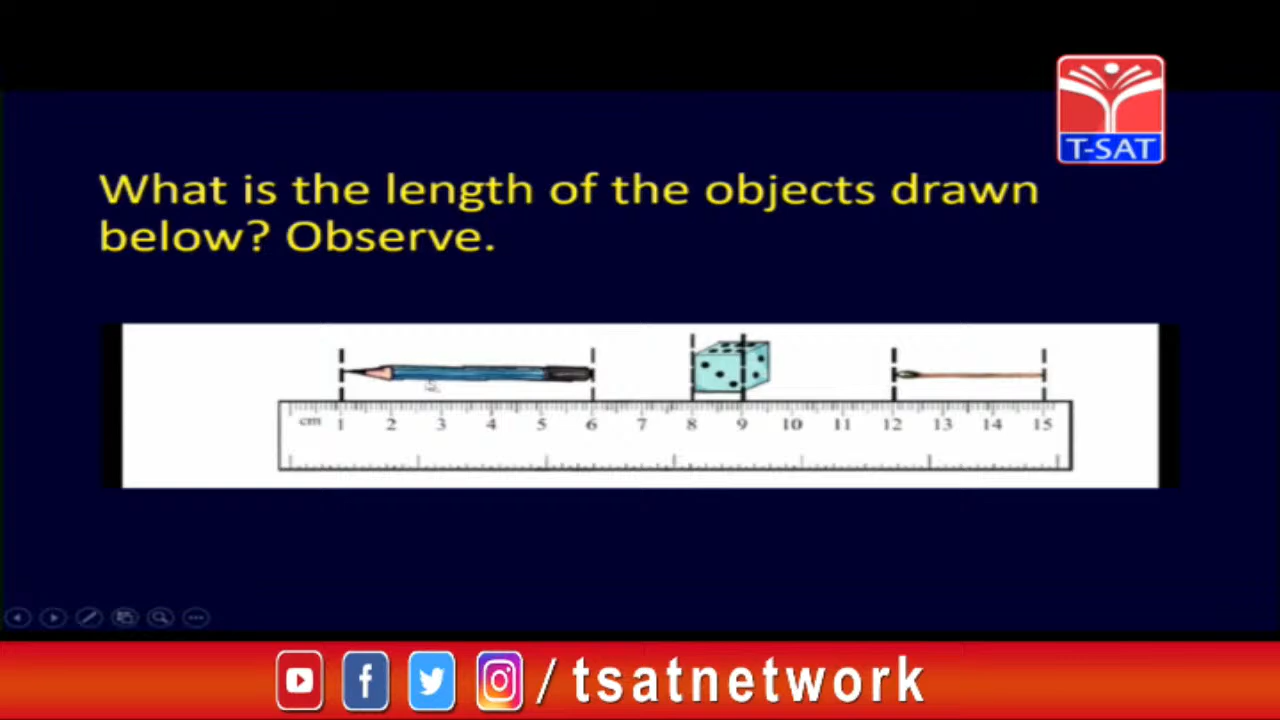 T-SAT
What is the length of the objects drawn
below? Observe.
cm 1 2 3 4 5 6 7 8 9 10 11 12 13 14 15
/ tsatnetwork